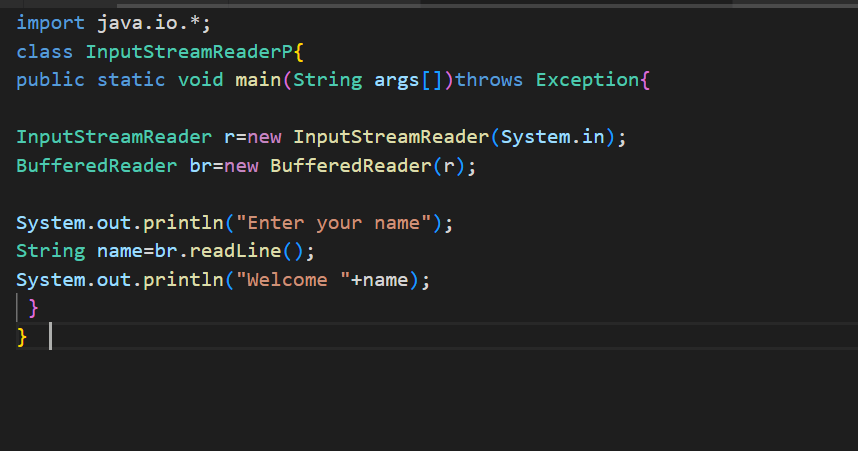 import java.io.*;
class InputStreamReaderP{
public static void main(String args[])throws Exception{
InputStreamReader r=new InputStreamReader(System.in);
BufferedReader br=new BufferedReader(r);
System.out.println("Enter your name");
String name=br.readLine();
System.out.println("Welcome "+name);
}
}